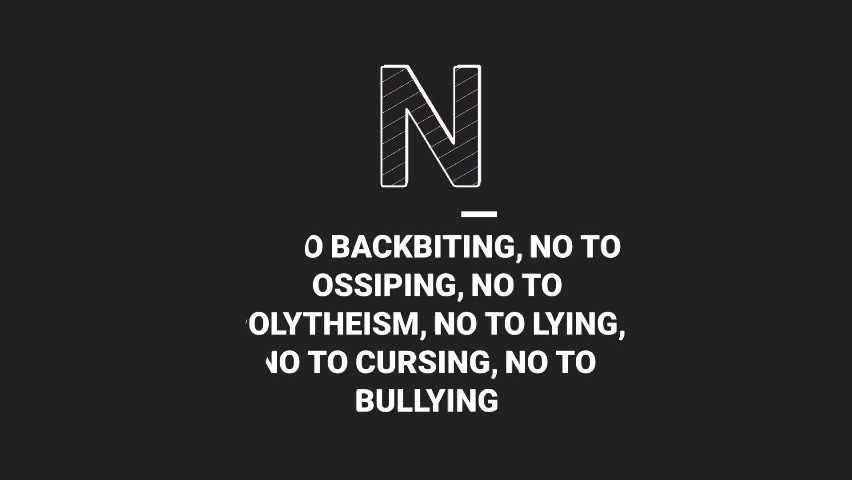 N
O BACKBITING, NO TO
OSSIPING, NO TO
OLYTHEISM, NO TO LYING,
NO TO CURSING, NO TO
BULLYING